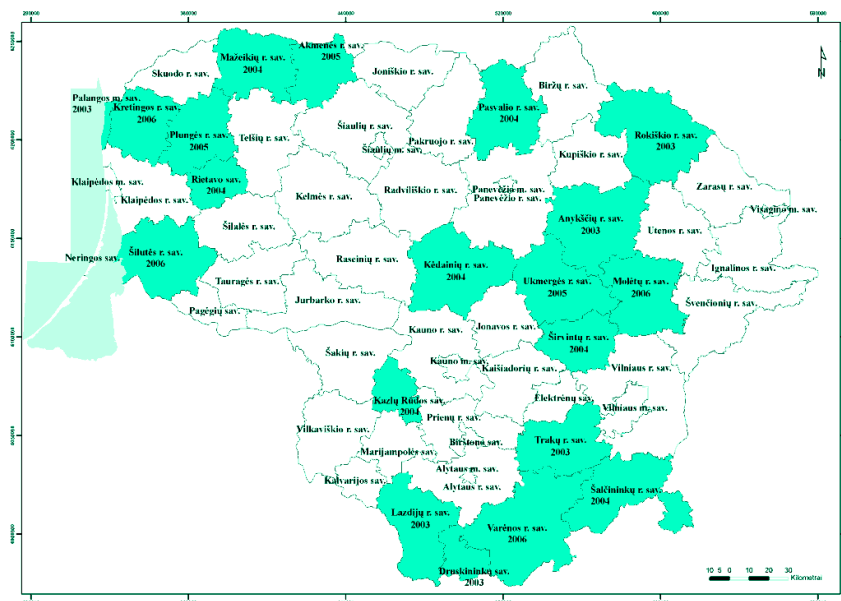 Mažeikių r. sav.
2004
Akmenės r. sav.
2005
Skuodo r. sav.
Joniškio r. sav.
Biržų r. sav.
Palangos m. sav.
2003
Kretingos r. sav.
2006
Plungės r. sav.
2005
Telšių r. sav.
Šiaulių r. sav.
Šiaulių m. sav.
Pakruojo r. sav.
Pasvalio r. sav.
2004
Kupiškio r. sav.
Rokiškio r. sav.
2003
Klaipėdos m. sav.
Klaipėdos r. sav.
Rietavo r. sav.
2004
Kelmės r. sav.
Radviliškio r. sav.
Panevėžio m. sav.
Panevėžio r. sav.
Zarasų r. sav.
Visagino m. sav.
Anykščių r. sav.
2003
Utenos r. sav.
Šilalės r. sav.
Neringos sav.
Šilutės r. sav.
2006
Raseinių r. sav.
Kėdainių r. sav.
2004
Ukmergės r. sav.
2005
Molėtų r. sav.
2006
Ignalinos r. sav.
Švenčionių r. sav.
Tauragės r. sav.
Pagėgių sav.
Jurbarko r. sav.
Kauno r. sav.
Jonavos r. sav.
Širvintų r. sav.
2004
Šakių r. sav.
Kauno m. sav.
Kaišiadorių r. sav.
Vilniaus r. sav.
Kazlų Rūdos sav.
2004
Prienų r. sav.
Elektrėnų sav.
Vilniaus m. sav.
Vilkaviškio r. sav.
Birštono sav.
Trakų r. sav.
2003
Marijampolės sav.
Kalvarijos sav.
Alytaus m. sav.
Alytaus r. sav.
Šalčininkų r. sav.
2004
Lazdijų r. sav.
2003
Varėnos r. sav.
2006
Druskininkų sav.
2003
N
10 5 0 10 20 30
Kilometrai